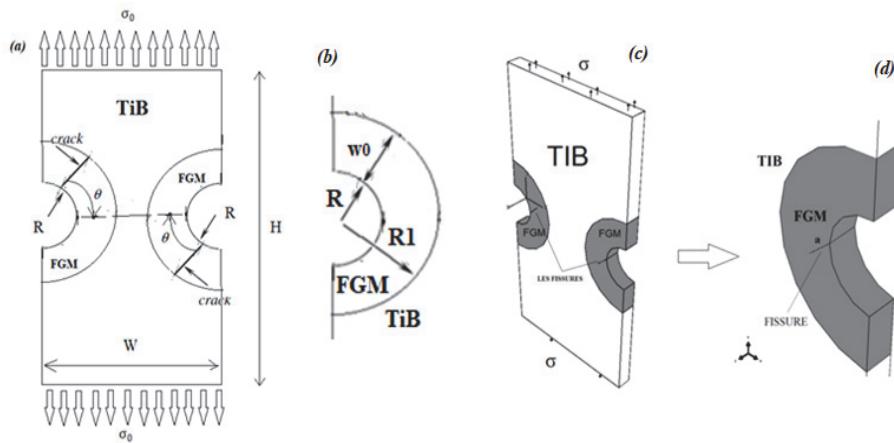 (a)
σ0
TiB
crack
FGM
θ
R
R
H
θ
FGM
crack
W
σ0
(b)
w0
R
R1
FGM
TiB
(c)
σ
TIB
FGM
FGM
LES FISSURES
σ
(d)
TIB
FGM
a
FISSURE